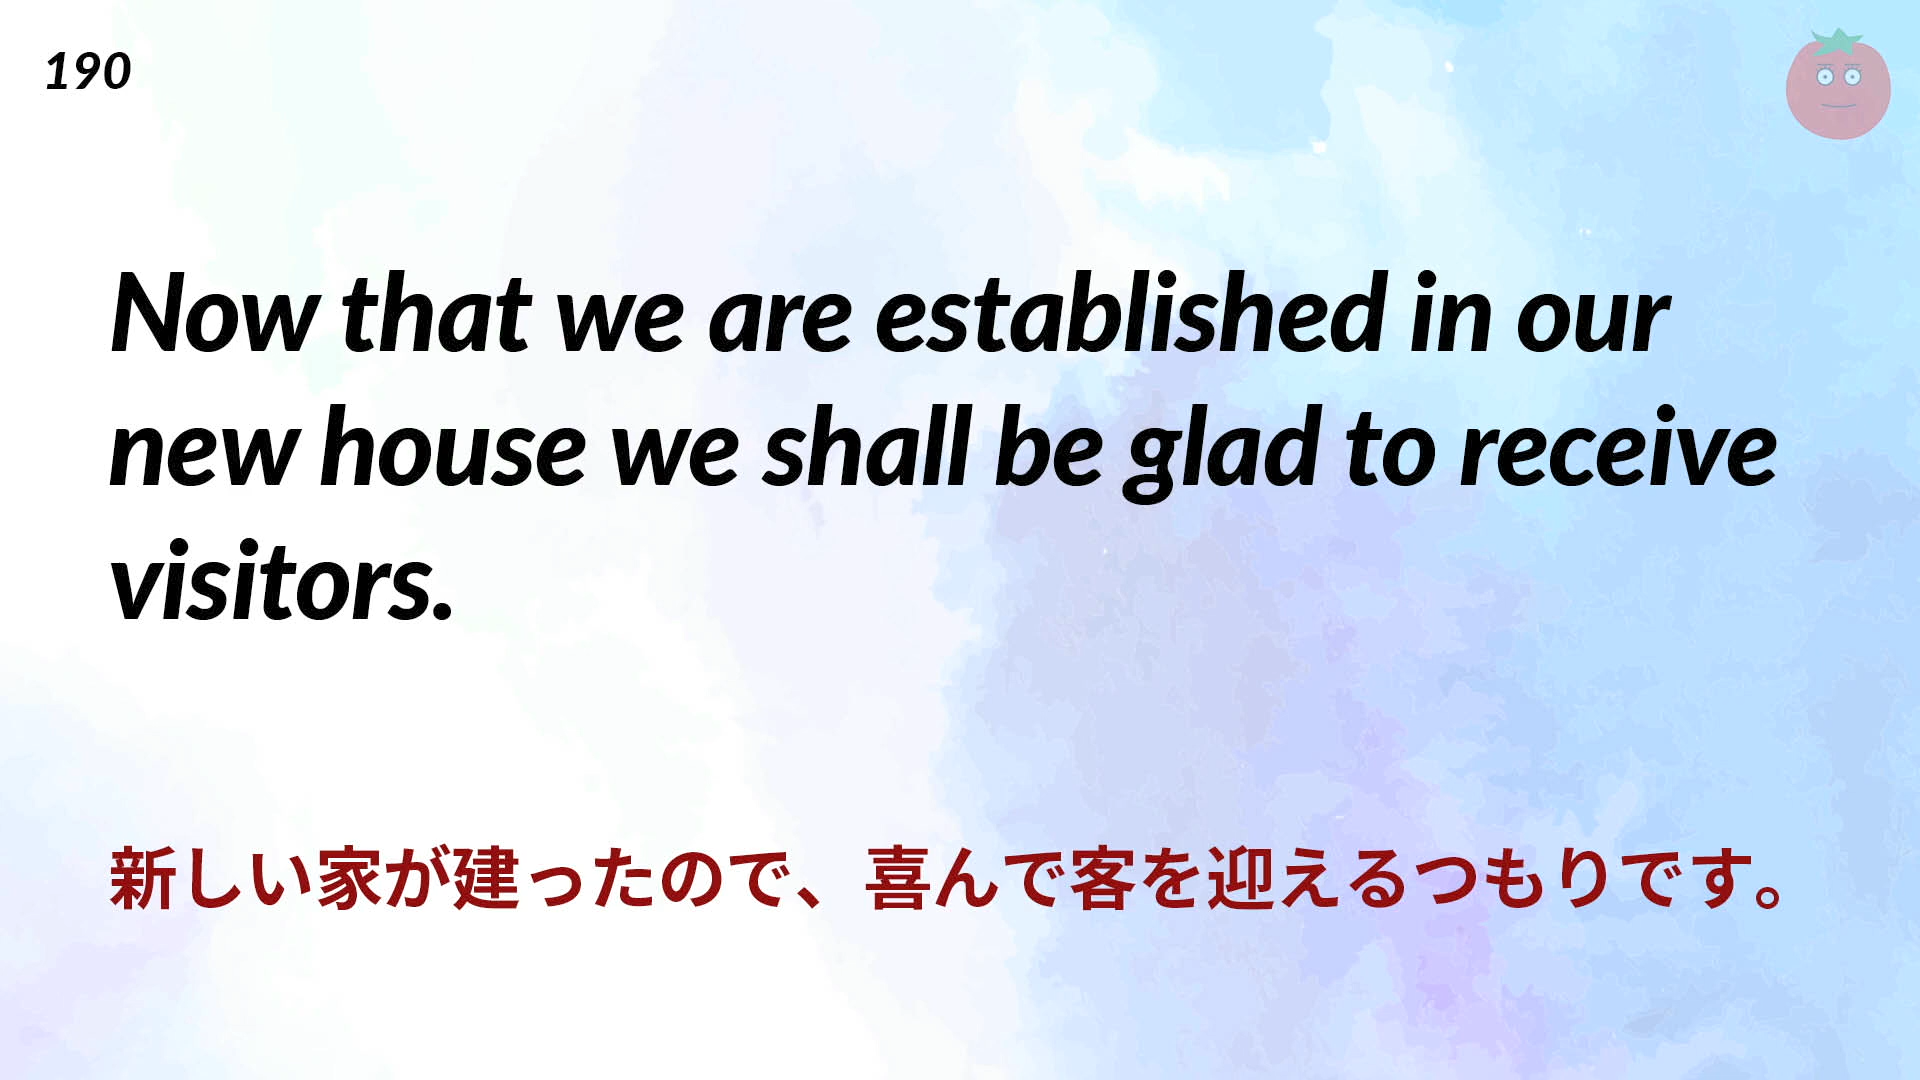 190
Now that we are established in our
new house we shall be glad to receive
visitors.
新しい家が建ったので、喜んで客を迎えるつもりです。